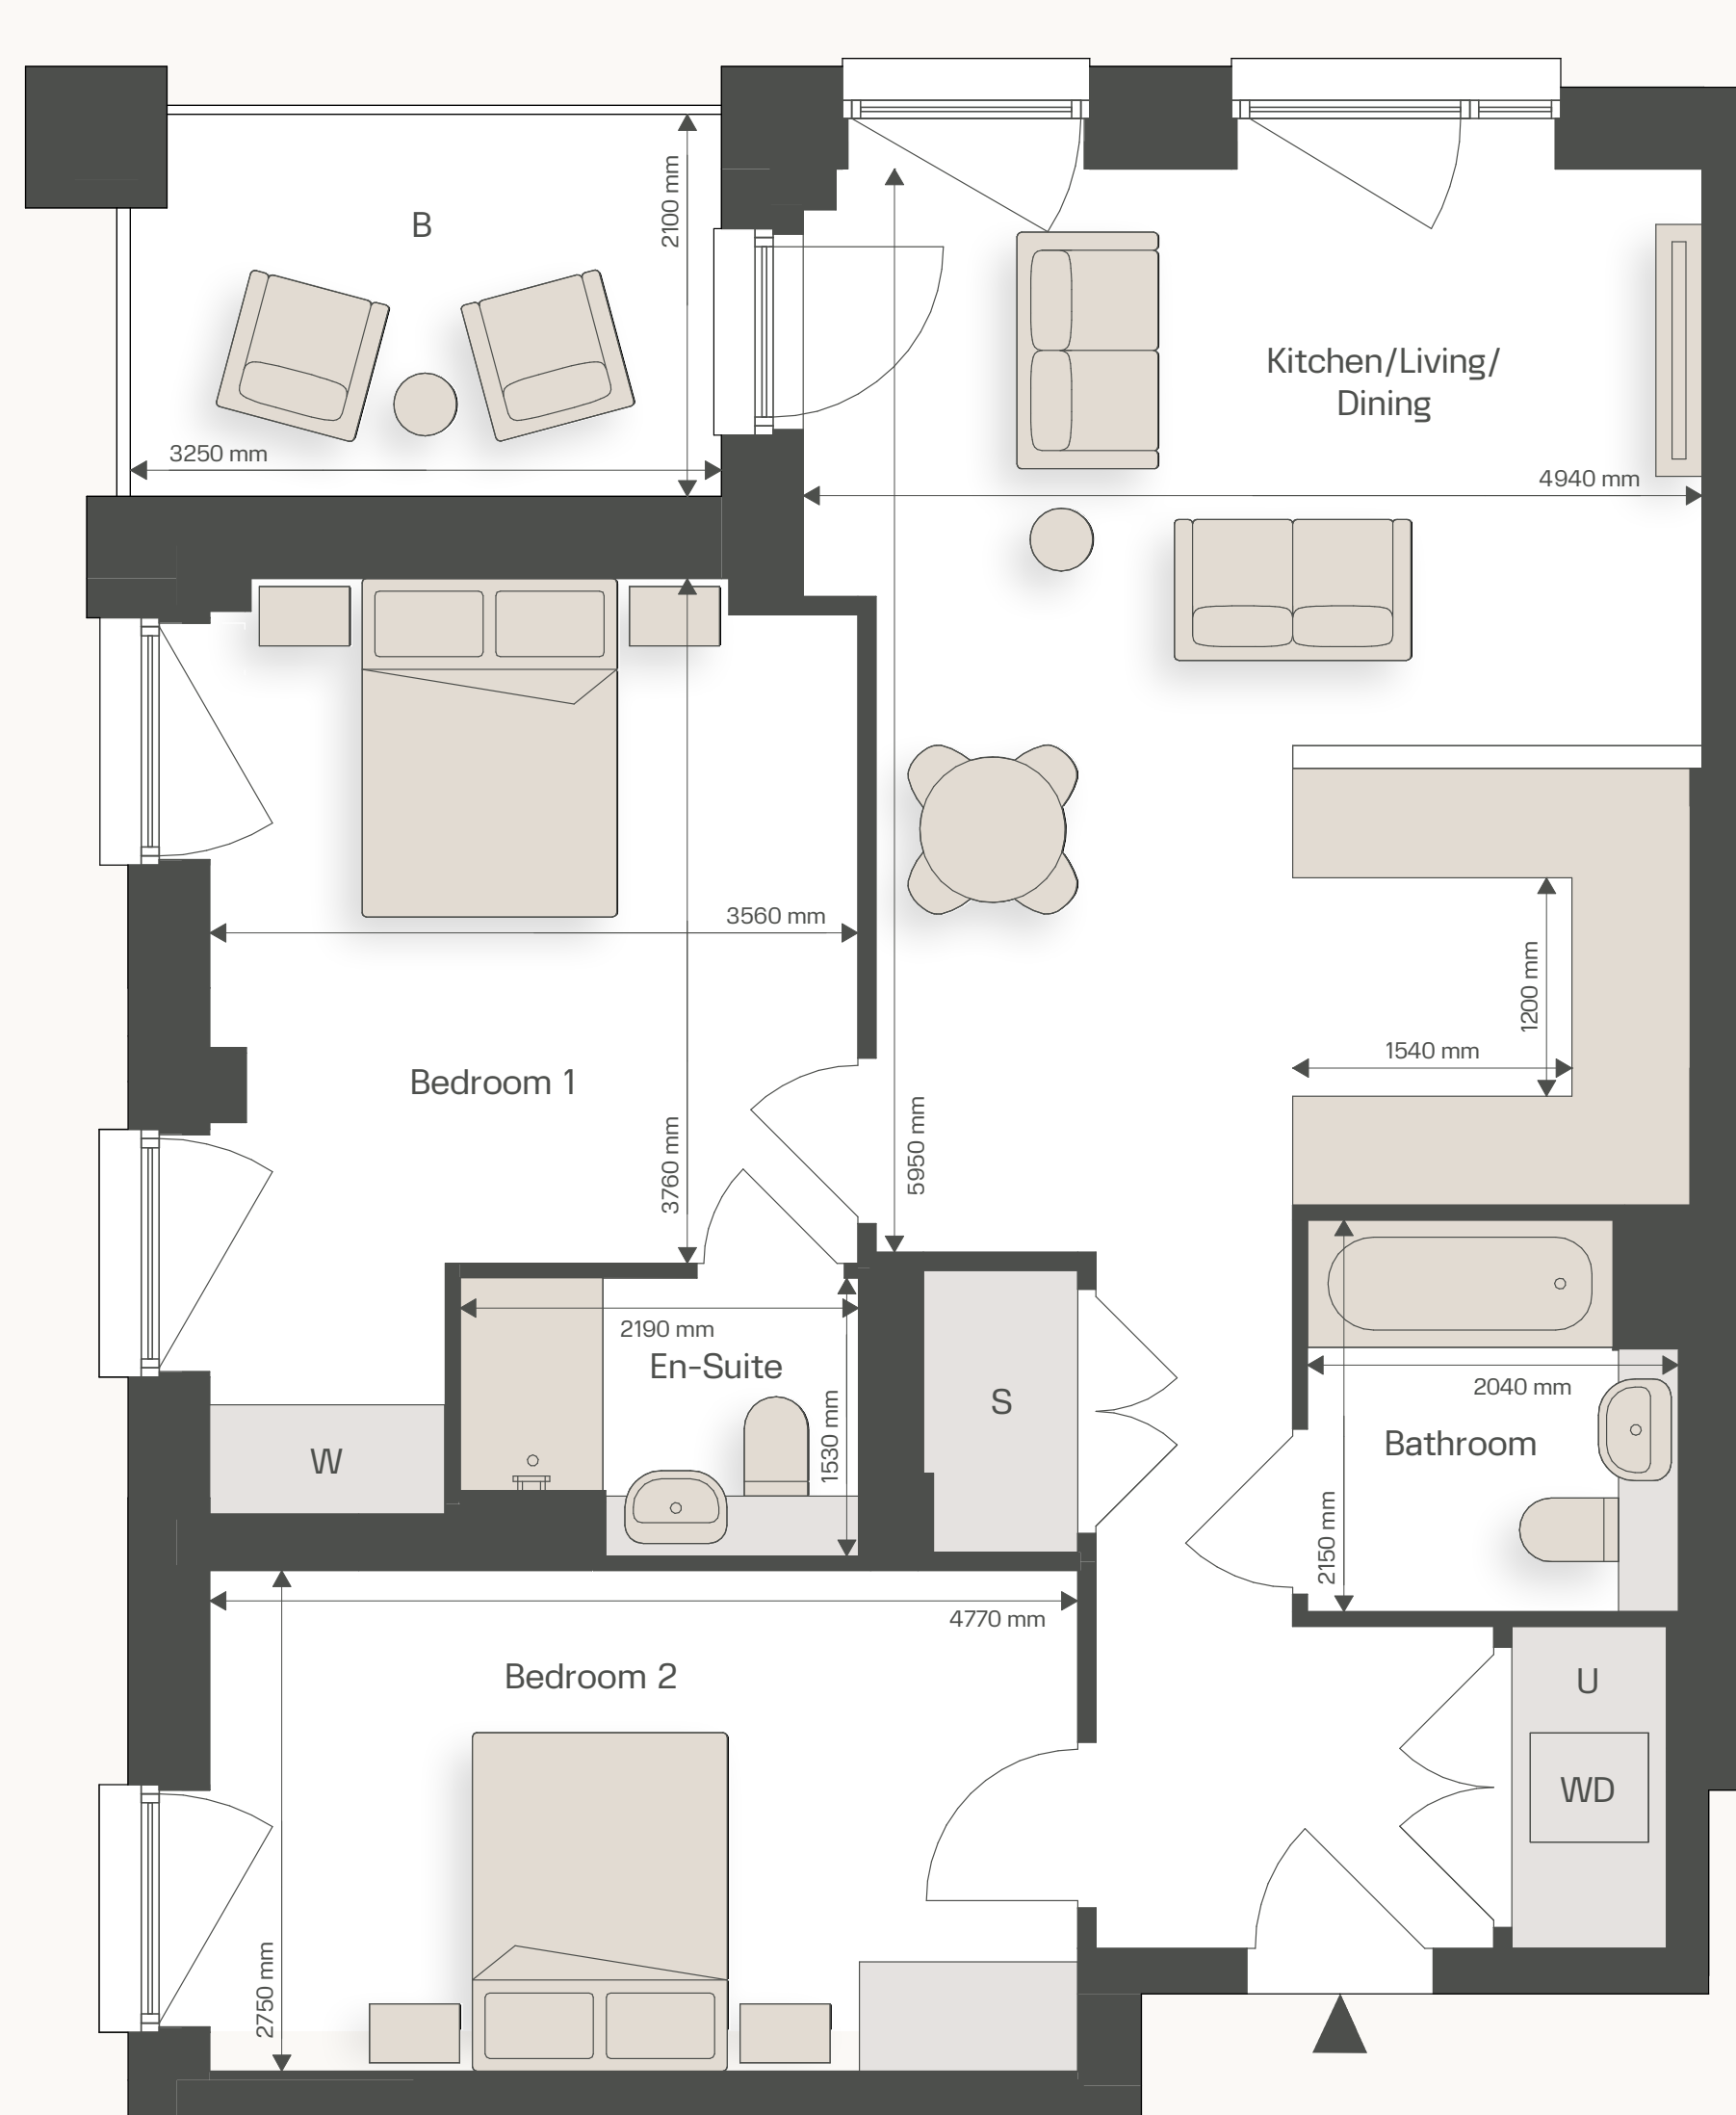 2100 mm
B
3250 mm
Kitchen/Living/
Dining
4940 mm
3560 mm
1200 mm
1540 mm
Bedroom 1
3760 mm
5950 mm
2190 mm
En-Suite
1530 mm
W
S
2040 mm
Bathroom
2150 mm
4770 mm
Bedroom 2
U
WD
2750 mm